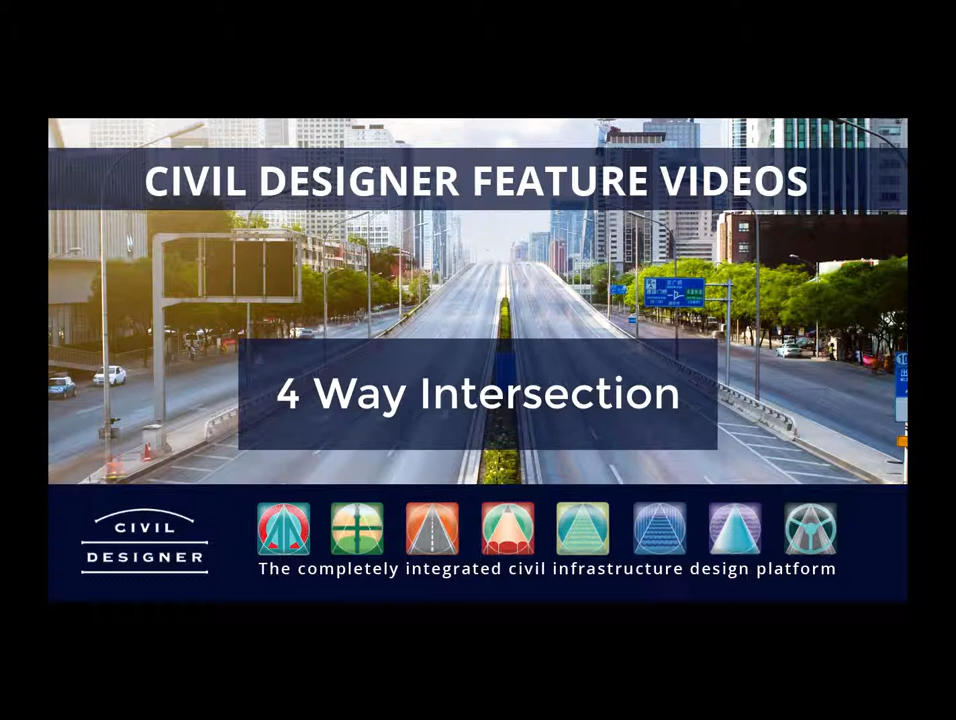 CIVIL DESIGNER FEATURE VIDEOS
4 Way Intersection
CIVIL
DESIGNER
The completely integrated civil infrastructure design platform